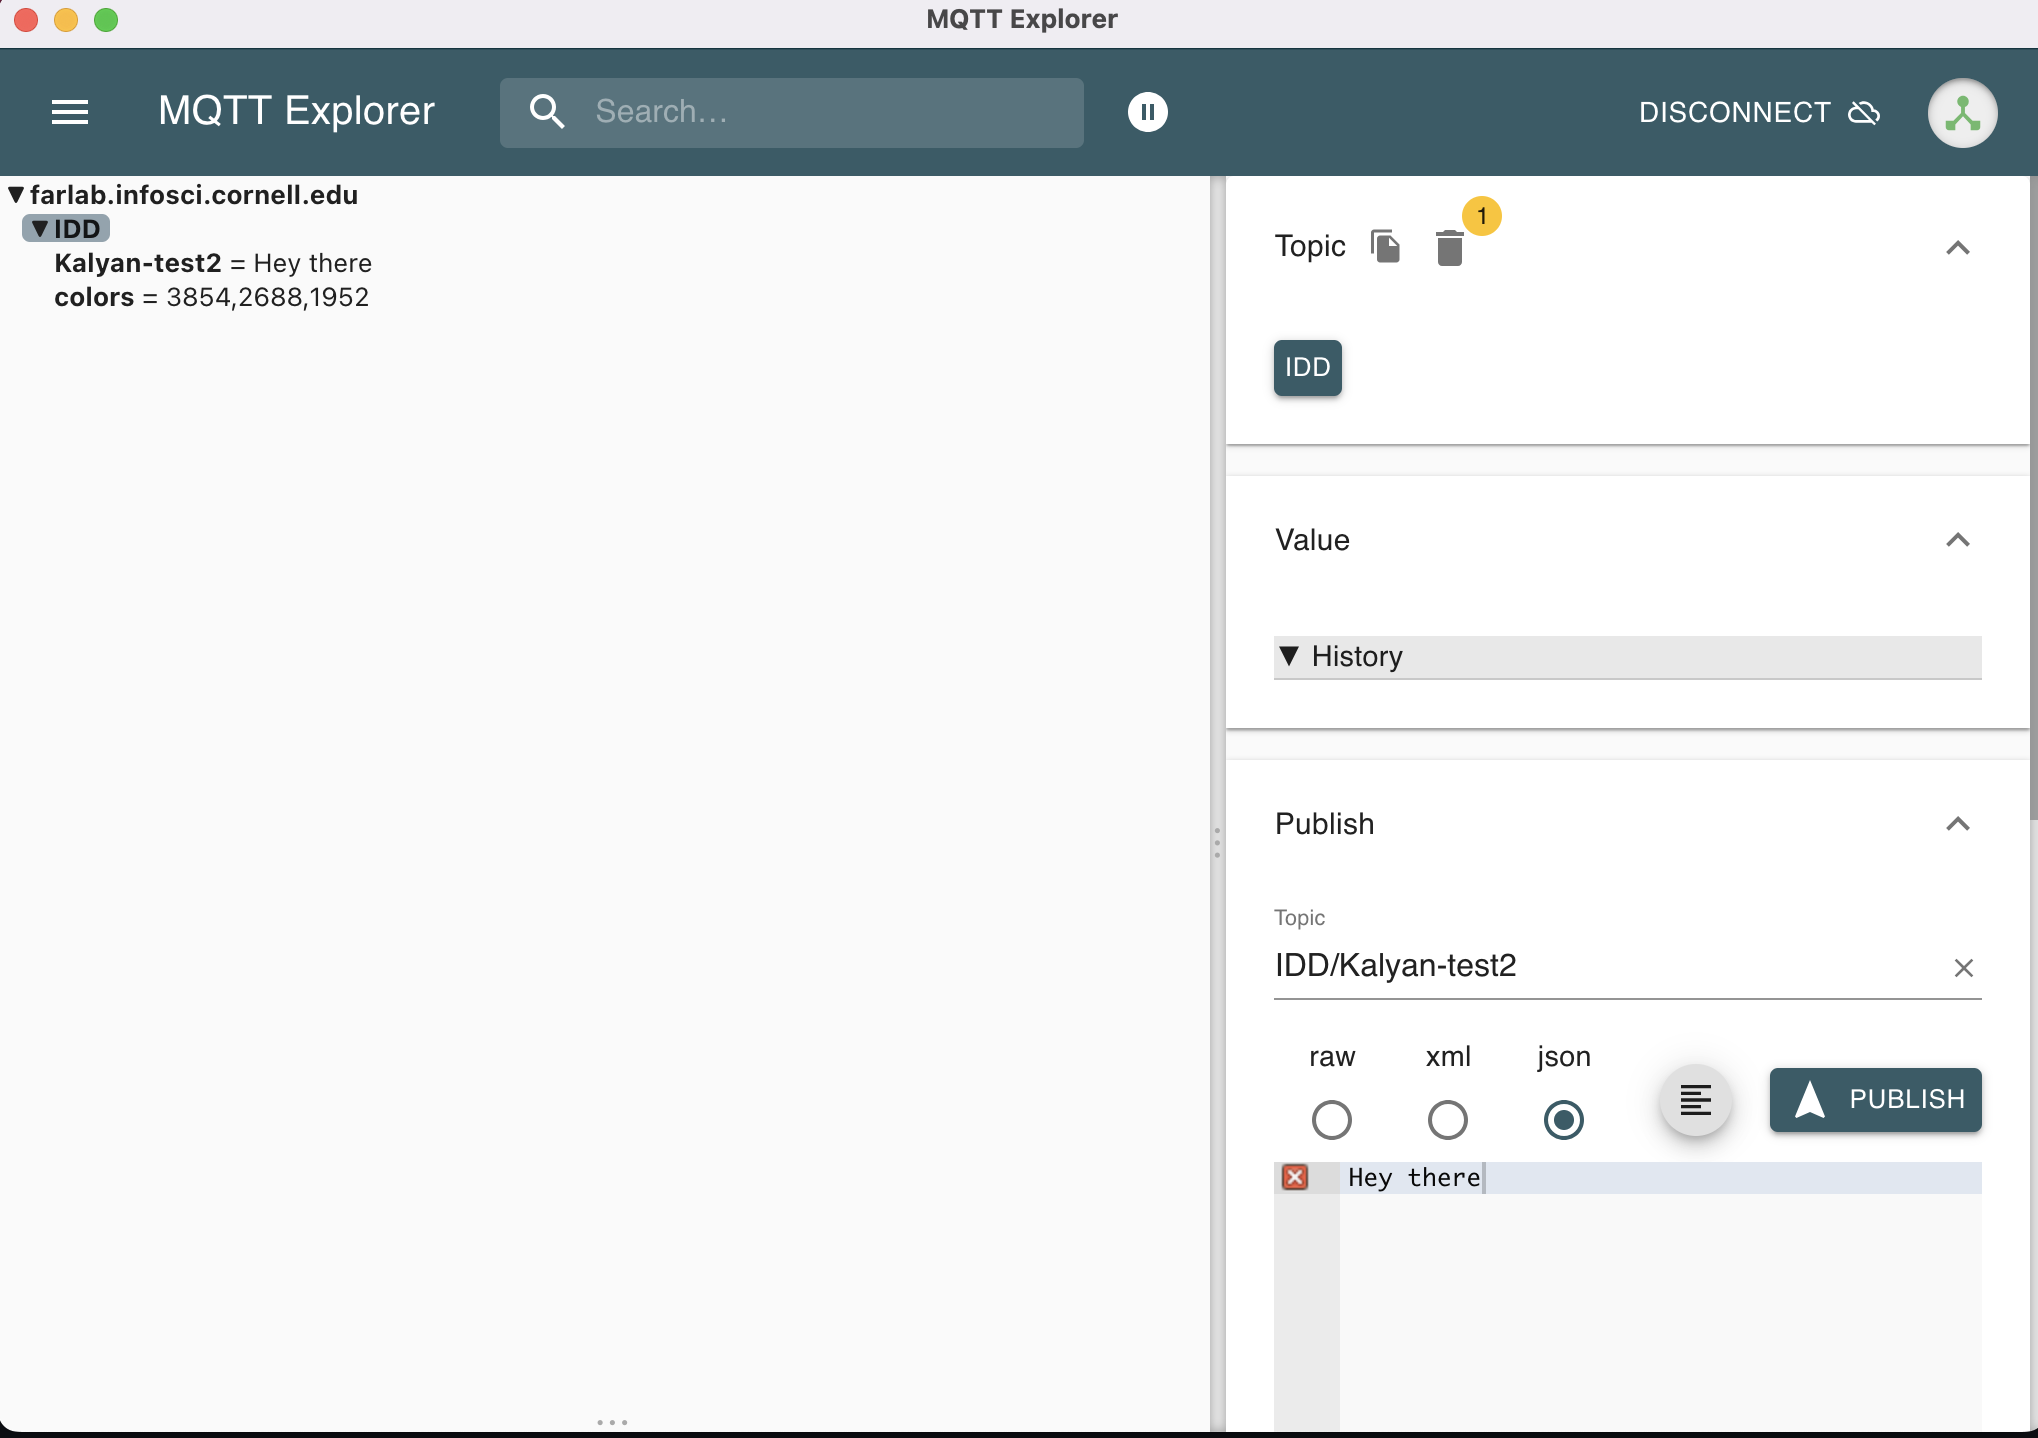 MQTT Explorer
MQTT Explorer
Search...
DISCONNECT
▼ farlab.infosci.cornell.edu
▼ IDD
Kalyan-test2 = Hey there
colors = 3854,2688,1952
Topic
1
IDD
Value
▼ History
Publish
Topic
IDD/Kalyan-test2
raw xml json
PUBLISH
Hey there